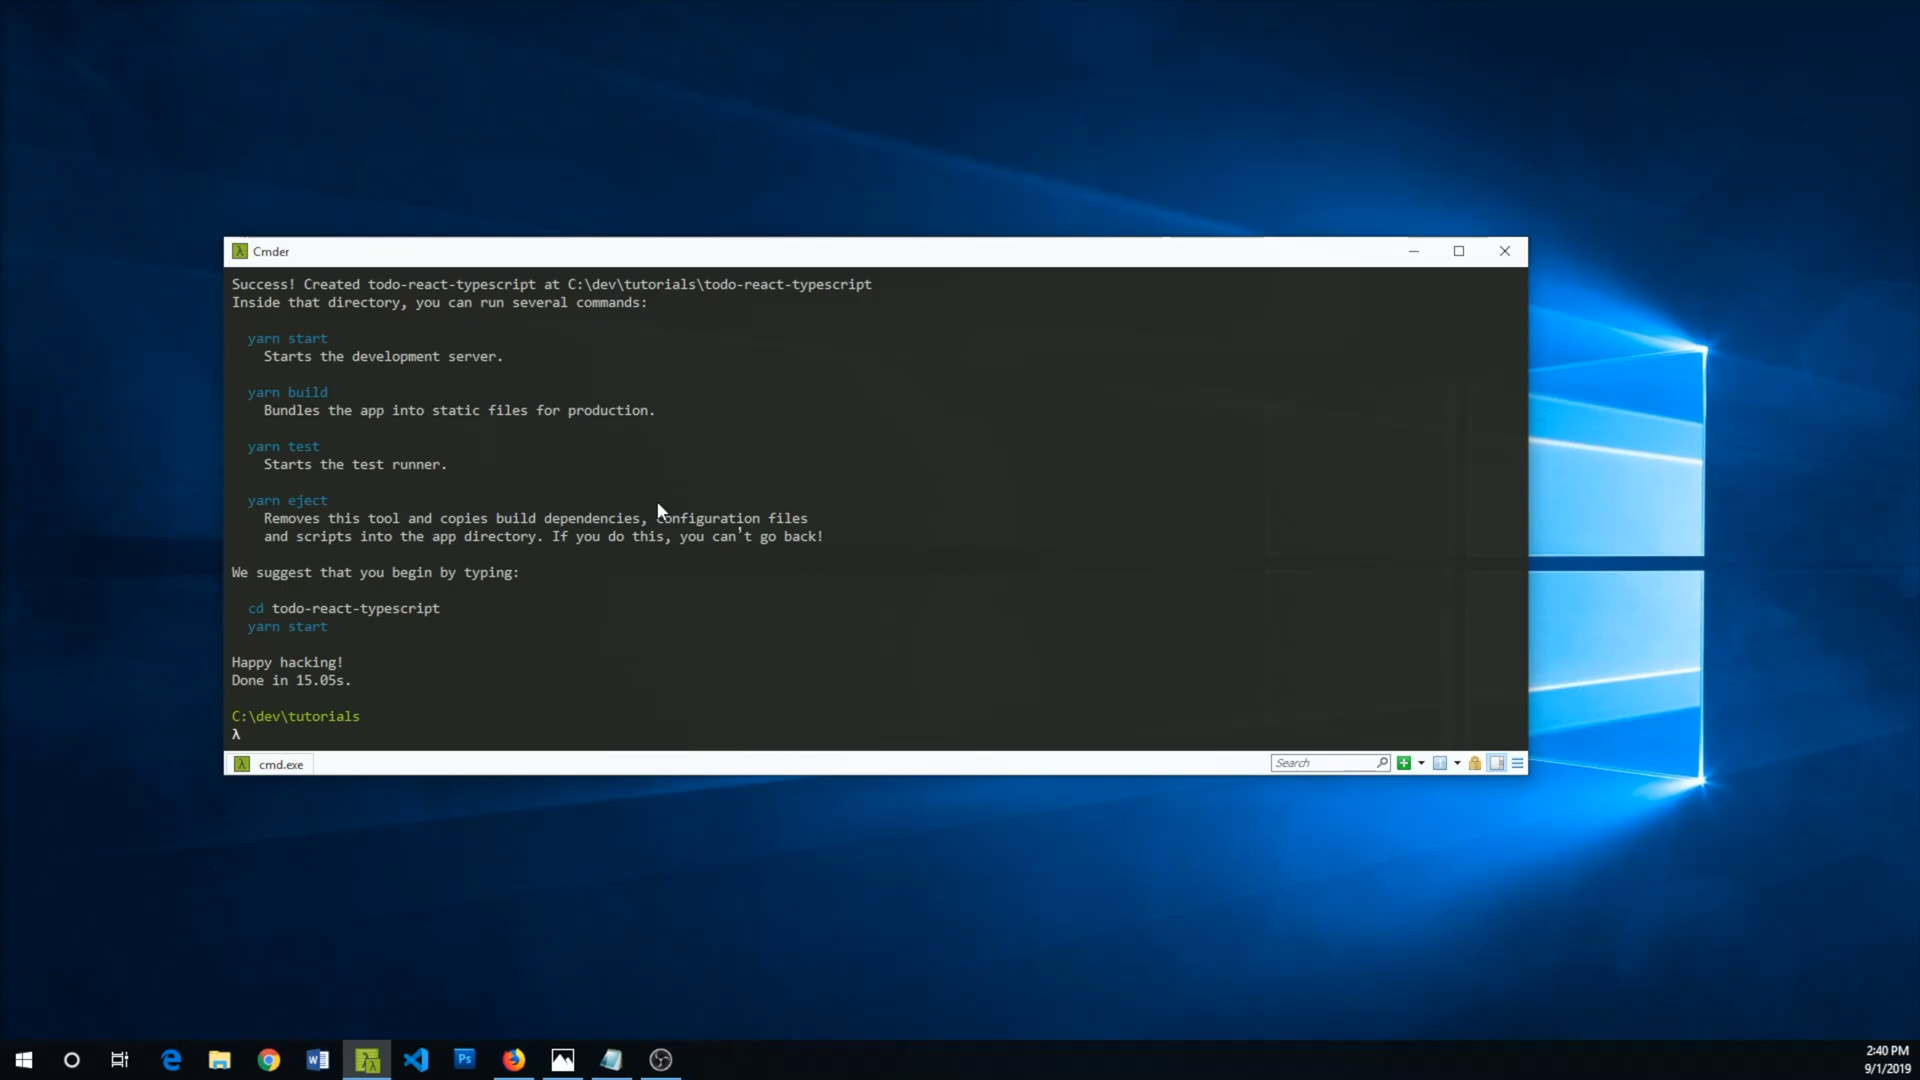 Cmder
Success! Created todo-react-typescript at C:\dev\tutorials\todo-react-typescript
Inside that directory, you can run several commands:
yarn start
Starts the development server.
yarn build
Bundles the app into static files for production.
yarn test
Starts the test runner.
yarn eject
Removes this tool and copies build dependencies, configuration files
and scripts into the app directory. If you do this, you can't go back!
We suggest that you begin by typing:
cd todo-react-typescript
yarn start
Happy hacking!
Done in 15.05s.
C:\dev\tutorials
λ
cmd.exe
Search
Ps
2:40 PM
9/1/2019